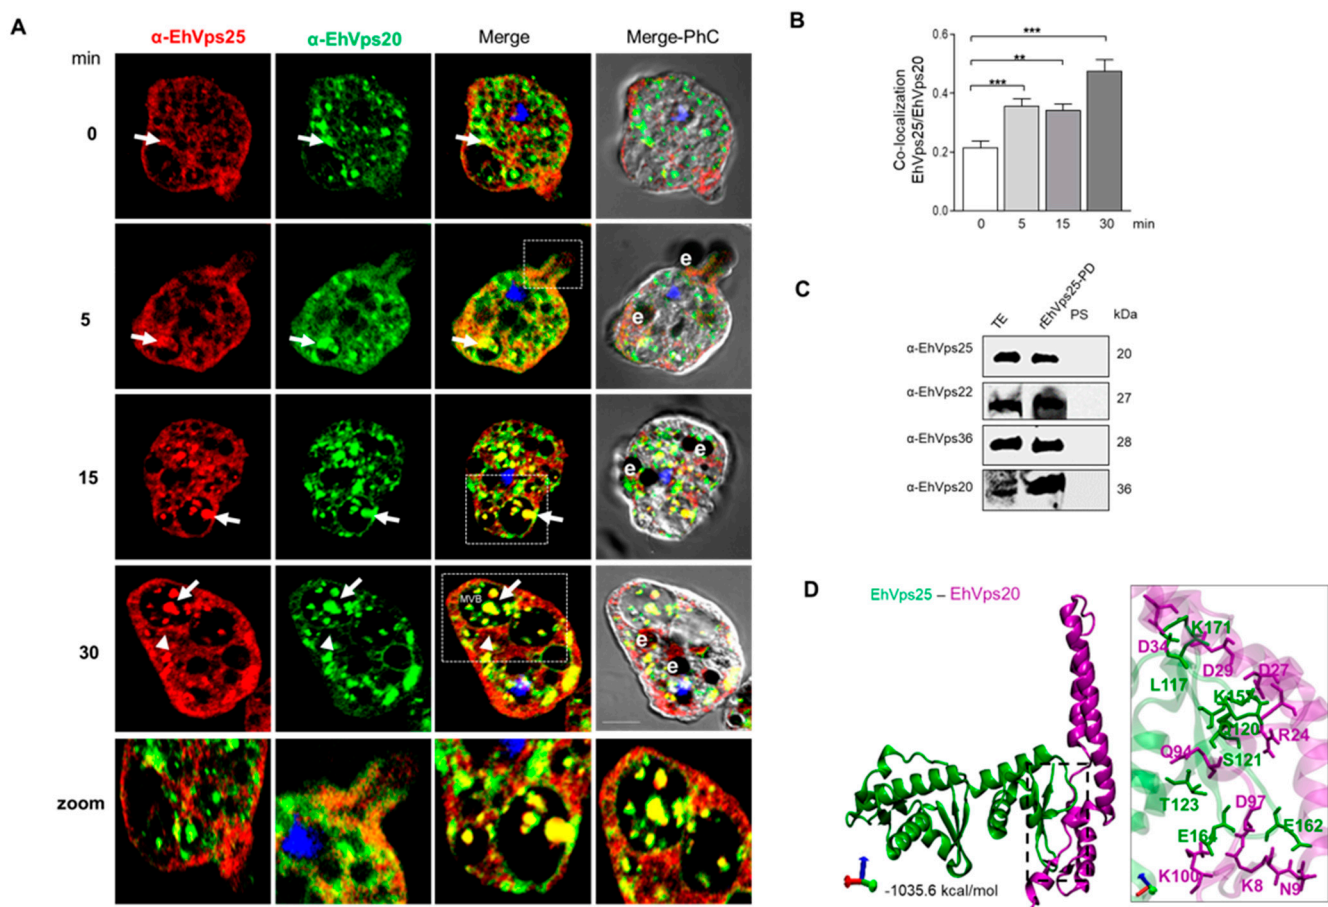 A
α-EhVps25 α-EhVps20 Merge Merge-PhC
min
0
5
e
e
15
e
e
30
MVB
e
e
zoom
B
Co-localization
EhVps25/EhVps20
0.6
0.4
0.2
0.0
***
**
***
0 5 15 30 min
C
TE rEhVps25-PD PS kDa
α-EhVps25 20
α-EhVps22 27
α-EhVps36 28
α-EhVps20 36
D
EhVps25 – EhVps20
-1035.6 kcal/mol
K171
D34
D29
D27
L117
R24
Q94
S121
T123
D97
E162
E164
K100
K8
N9